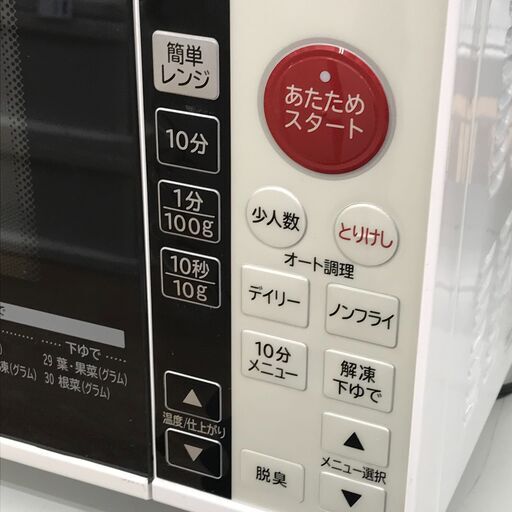 簡単
レンジ
10分
1分
100g
10秒
10g
あたため
スタート
少人数
とりけし
オート調理
デイリー
ノンフライ
10分
メニュー
解凍
下ゆで
温度/仕上がり
脱臭
メニュー選択
下ゆで
29 葉・果菜(グラム)
凍(グラム) 30 根菜(グラム)